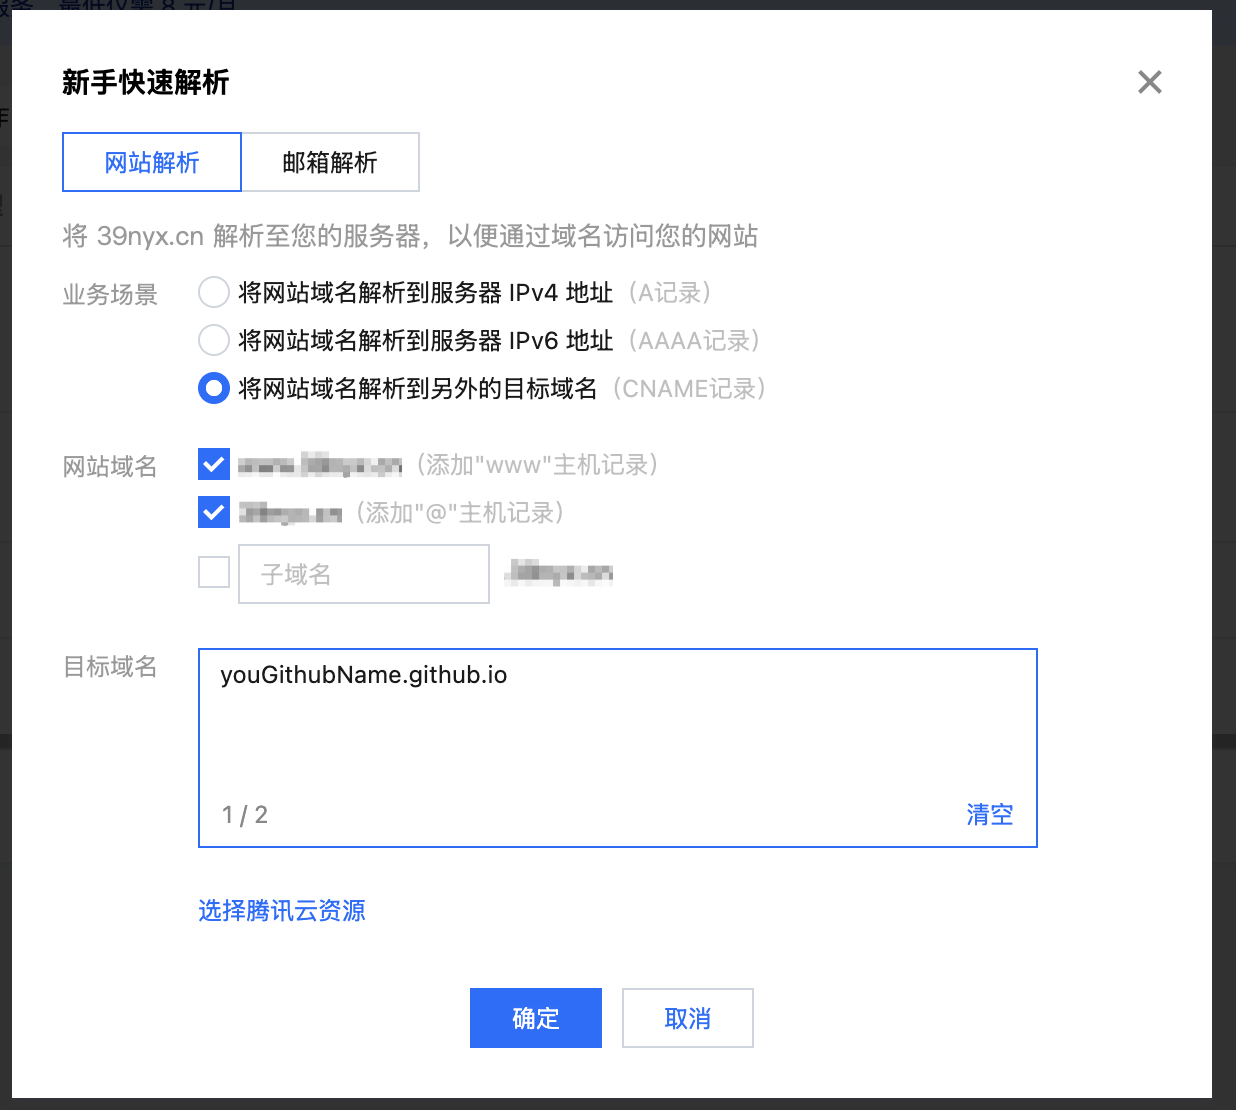 新手快速解析
网站解析 邮箱解析
将 39nyx.cn 解析至您的服务器，以便通过域名访问您的网站
业务场景 将网站域名解析到服务器 IPv4 地址（A记录）
将网站域名解析到服务器 IPv6 地址（AAAA记录）
将网站域名解析到另外的目标域名（CNAME记录）
网站域名 （添加"www"主机记录）
（添加"@"主机记录）
子域名
目标域名 youGithubName.github.io
1 / 2 清空
选择腾讯云资源
确定 取消